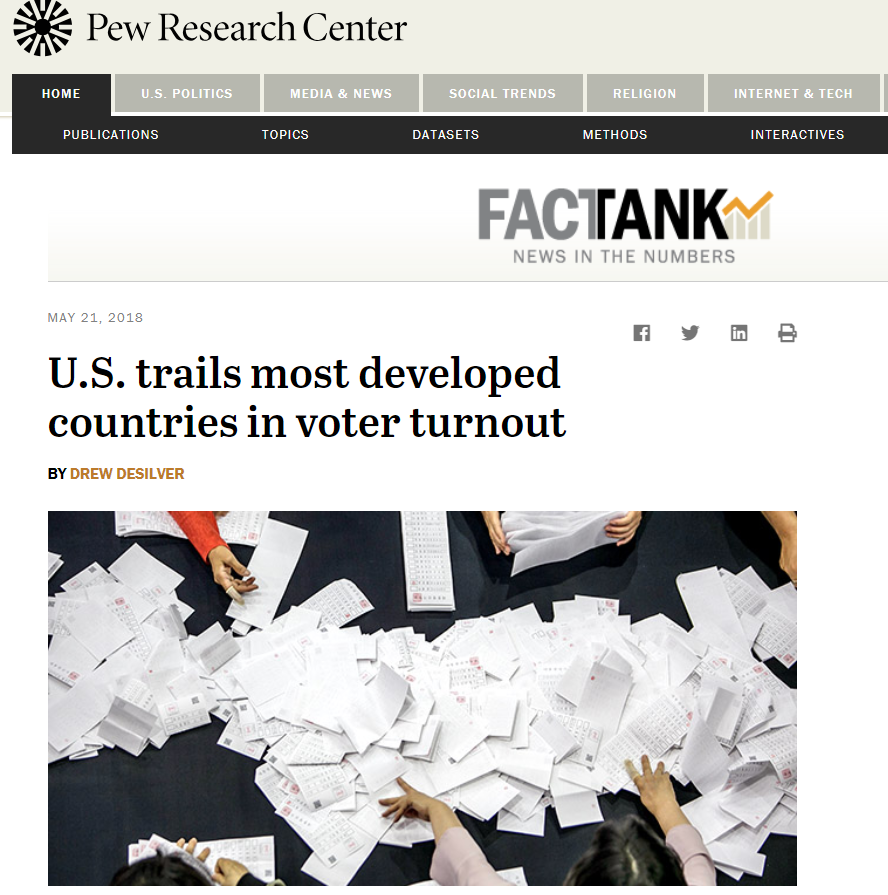 Pew Research Center
HOME
U.S. POLITICS
MEDIA & NEWS
SOCIAL TRENDS
RELIGION
INTERNET & TECH
PUBLICATIONS
TOPICS
DATASETS
METHODS
INTERACTIVES
FACTANK
NEWS IN THE NUMBERS
MAY 21, 2018
U.S. trails most developed
countries in voter turnout
BY DREW DESILVER